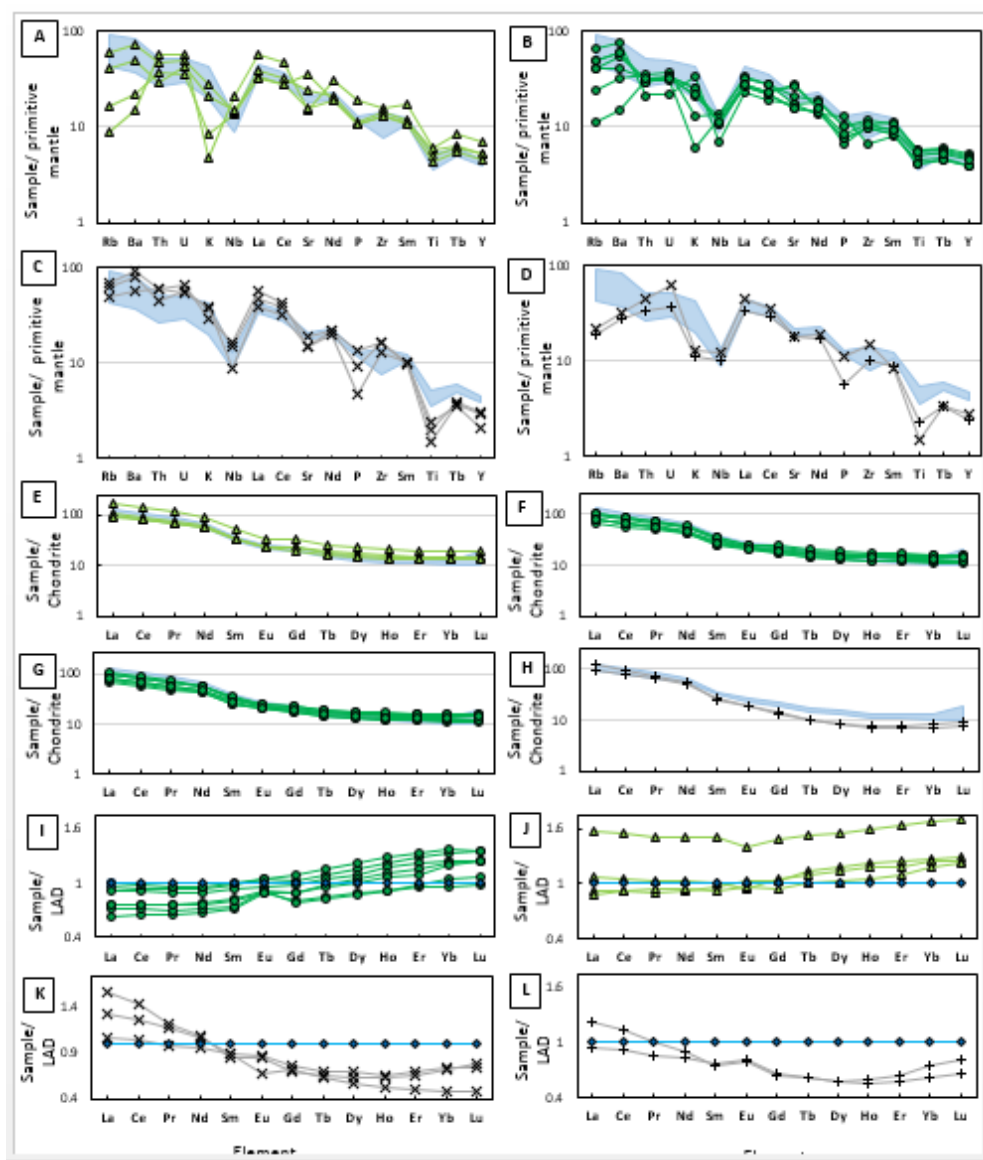 A
100
10
1
Sample/ primitive
mantle
Rb Ba Th U K Nb La Ce Sr Nd P Zr Sm Ti Tb Y
B
100
10
1
Sample/ primitive
mantle
Rb Ba Th U K Nb La Ce Sr Nd P Zr Sm Ti Tb Y
C
100
10
1
Sample/ primitive
mantle
Rb Ba Th U K Nb La Ce Sr Nd P Zr Sm Ti Tb Y
D
100
10
1
Sample/ primitive
mantle
Rb Ba Th U K Nb La Ce Sr Nd P Zr Sm Ti Tb Y
E
100
10
1
Sample/
Chondrite
La Ce Pr Nd Sm Eu Gd Tb Dy Ho Er Yb Lu
F
100
10
1
Sample/
Chondrite
La Ce Pr Nd Sm Eu Gd Tb Dy Ho Er Yb Lu
G
100
10
1
Sample/
Chondrite
La Ce Pr Nd Sm Eu Gd Tb Dy Ho Er Yb Lu
H
100
10
1
Sample/
Chondrite
La Ce Pr Nd Sm Eu Gd Tb Dy Ho Er Yb Lu
I
1.6
1
0.4
Sample/
LAD
La Ce Pr Nd Sm Eu Gd Tb Dy Ho Er Yb Lu
J
1.6
1
0.4
Sample/
LAD
La Ce Pr Nd Sm Eu Gd Tb Dy Ho Er Yb Lu
K
1.4
0.9
0.4
Sample/
LAD
La Ce Pr Nd Sm Eu Gd Tb Dy Ho Er Yb Lu
Element
L
1.6
1
0.4
Sample/
LAD
La Ce Pr Nd Sm Eu Gd Tb Dy Ho Er Yb Lu